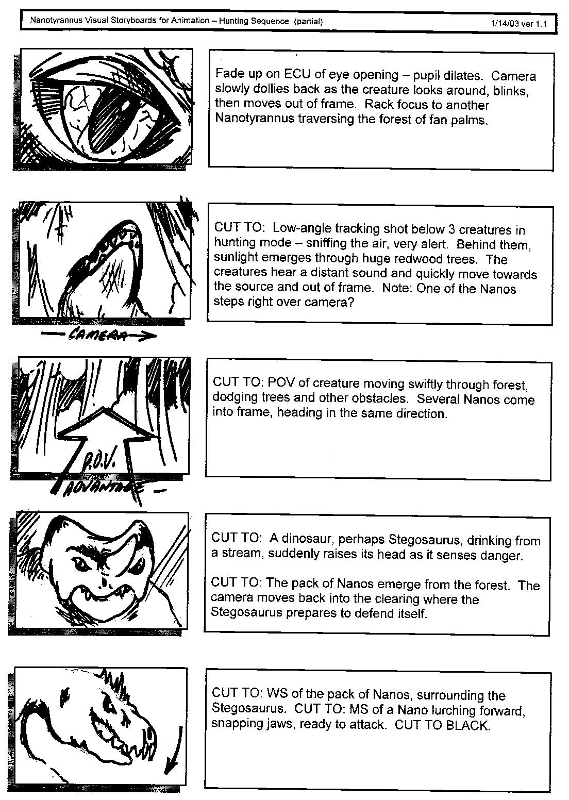 Nanotyrannus Visual Storyboards for Animation – Hunting Sequence (partial)
1/14/03 ver 1.1
Fade up on ECU of eye opening – pupil dilates. Camera
slowly dollies back as the creature looks around, blinks,
then moves out of frame. Rack focus to another
Nanotyrannus traversing the forest of fan palms.
CUT TO: Low-angle tracking shot below 3 creatures in
hunting mode – sniffing the air, very alert. Behind them,
sunlight emerges through huge redwood trees. The
creatures hear a distant sound and quickly move towards
the source and out of frame. Note: One of the Nanos
steps right over camera?
CAMERA
CUT TO: POV of creature moving swiftly through forest,
dodging trees and other obstacles. Several Nanos come
into frame, heading in the same direction.
P.O.V.
ADVANTAGE
CUT TO: A dinosaur, perhaps Stegosaurus, drinking from
a stream, suddenly raises its head as it senses danger.
CUT TO: The pack of Nanos emerge from the forest. The
camera moves back into the clearing where the
Stegosaurus prepares to defend itself.
CUT TO: WS of the pack of Nanos, surrounding the
Stegosaurus. CUT TO: MS of a Nano lurching forward,
snapping jaws, ready to attack. CUT TO BLACK.